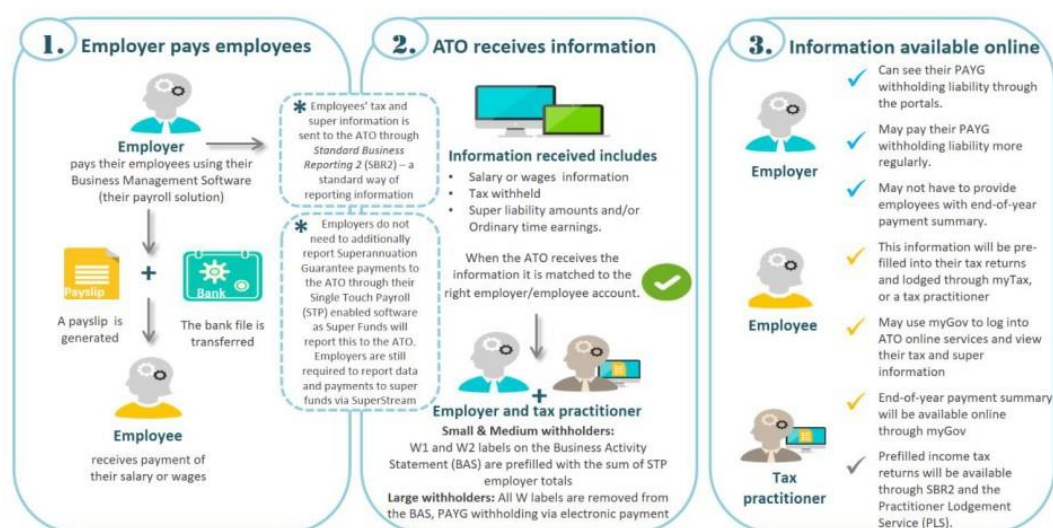 1. Employer pays employees
Employer
pays their employees using their
Business Management Software
(their payroll solution)
Payslip
+
Bank
A payslip is
generated
The bank file is
transferred
Employee
receives payment of
their salary or wages
* Employees' tax and
super information is
sent to the ATO through
Standard Business
Reporting 2 (SBR2) – a
standard way of
reporting information
* Employers do not
need to additionally
report Superannuation
Guarantee payments to
the ATO through their
Single Touch Payroll
(STP) enabled software
as Super Funds will
report this to the ATO.
Employers are still
required to report data
and payments to super
funds via SuperStream
2. ATO receives information
Information received includes
• Salary or wages information
• Tax withheld
• Super liability amounts and/or
Ordinary time earnings.
When the ATO receives the
information it is matched to the
right employer/employee account.
+
Employer and tax practitioner
Small & Medium withholders:
W1 and W2 labels on the Business Activity
Statement (BAS) are prefilled with the sum of STP
employer totals
Large withholders: All W labels are removed from
the BAS, PAYG withholding via electronic payment
3. Information available online
Employer
Can see their PAYG
withholding liability through
the portals.
May pay their PAYG
withholding liability more
regularly.
May not have to provide
employees with end-of-year
payment summary.
Employee
This information will be pre-
filled into their tax returns
and lodged through myTax,
or a tax practitioner
May use myGov to log into
ATO online services and view
their tax and super
information
End-of-year payment summary
will be available online
through myGov
Tax
practitioner
Prefilled income tax
returns will be available
through SBR2 and the
Practitioner Lodgement
Service (PLS).